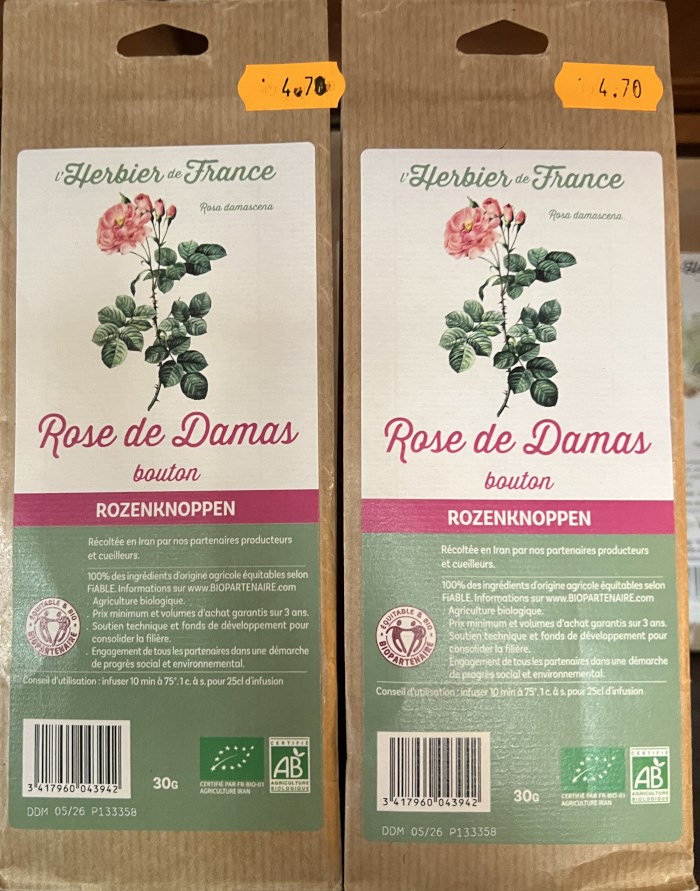 4.70
l'Herbier de France
Rosa damascena
Rose de Damas
bouton
ROZENKNOPPEN
Récoltée en Iran par nos partenaires producteurs
et cueilleurs.
100% des ingrédients d'origine agricole équitables selon
FiABLE. Informations sur www.BIOPARTENAIRE.com
. Agriculture biologique.
. Prix minimum et volumes d'achat garantis sur 3 ans.
. Soutien technique et fonds de développement pour
consolider la filière.
. Engagement de tous les partenaires dans une démarche
de progrès social et environnemental.
ÉQUITABLE & BIO
BIOPARTENAIRE
Conseil d'utilisation : infuser 10 min à 75°. 1 c. à s. pour 25cl d'infusion
3 417960 043942
30G
CERTIFIÉ PAR FR-BIO-01
AGRICULTURE IRAN
CERTIFIÉ
AB
AGRICULTURE
BIOLOGIQUE
DDM 05/26 P133358
4.70
l'Herbier de France
Rosa damascena
Rose de Damas
bouton
ROZENKNOPPEN
Récoltée en Iran par nos partenaires producteurs
et cueilleurs.
100% des ingrédients d'origine agricole équitables selon
FiABLE. Informations sur www.BIOPARTENAIRE.com
. Agriculture biologique.
. Prix minimum et volumes d'achat garantis sur 3 ans.
. Soutien technique et fonds de développement pour
consolider la filière.
. Engagement de tous les partenaires dans une démarche
de progrès social et environnemental.
ÉQUITABLE & BIO
BIOPARTENAIRE
Conseil d'utilisation : infuser 10 min à 75°. 1 c. à s. pour 25cl d'infusion
3 417960 043942
30G
CERTIFIÉ PAR FR-BIO-01
AGRICULTURE IRAN
CERTIFIÉ
AB
AGRICULTURE
BIOLOGIQUE
DDM 05/26 P133358